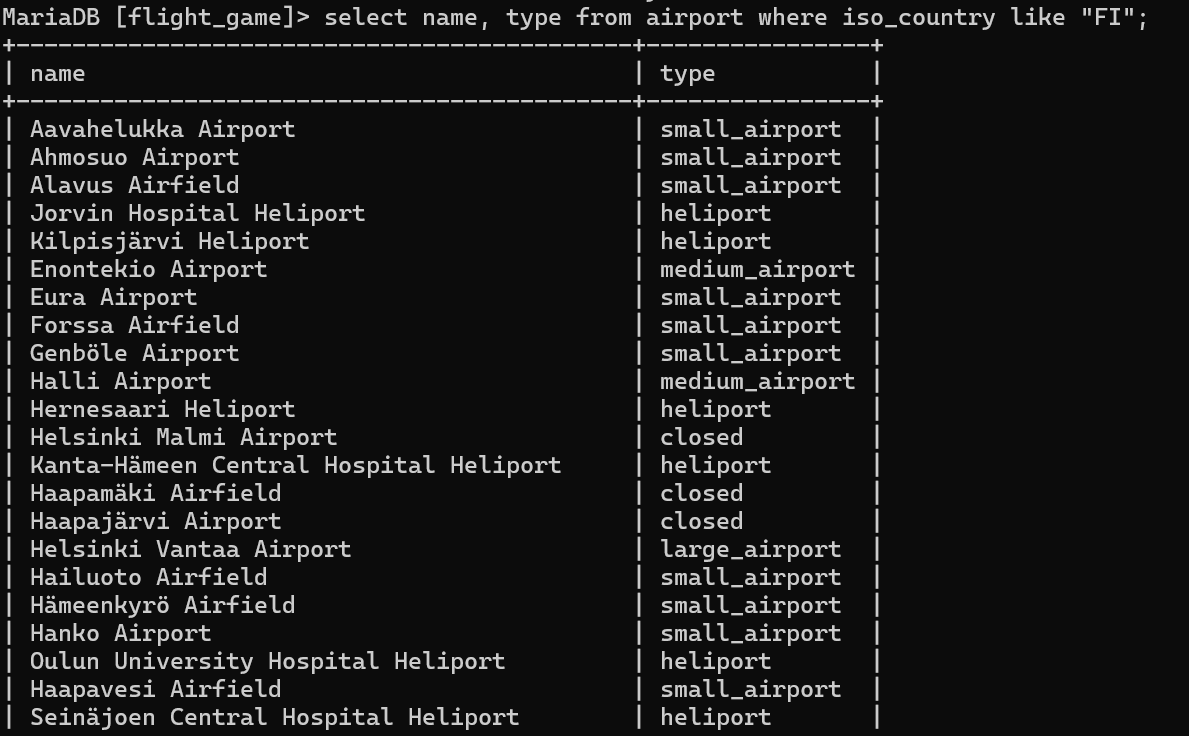 MariaDB [flight_game]> select name, type from airport where iso_country like "FI";
+--------------------------------------------+----------------+
| name                                       | type           |
+--------------------------------------------+----------------+
| Aavahelukka Airport                        | small_airport  |
| Ahmosuo Airport                            | small_airport  |
| Alavus Airfield                            | small_airport  |
| Jorvin Hospital Heliport                   | heliport       |
| Kilpisjärvi Heliport                       | heliport       |
| Enontekio Airport                          | medium_airport |
| Eura Airport                               | small_airport  |
| Forssa Airfield                            | small_airport  |
| Genböle Airport                            | small_airport  |
| Halli Airport                              | medium_airport |
| Hernesaari Heliport                        | heliport       |
| Helsinki Malmi Airport                     | closed         |
| Kanta-Hämeen Central Hospital Heliport     | heliport       |
| Haapamäki Airfield                         | closed         |
| Haapajärvi Airport                         | closed         |
| Helsinki Vantaa Airport                    | large_airport  |
| Hailuoto Airfield                          | small_airport  |
| Hämeenkyrö Airfield                        | small_airport  |
| Hanko Airport                              | small_airport  |
| Oulun University Hospital Heliport         | heliport       |
| Haapavesi Airfield                         | small_airport  |
| Seinäjoen Central Hospital Heliport        | heliport       |